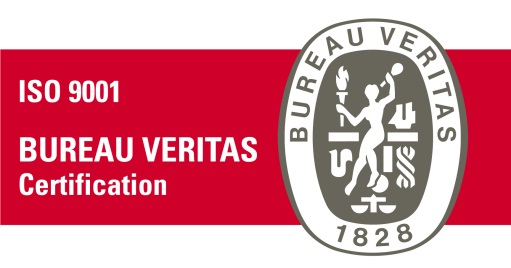 ISO 9001
BUREAU VERITAS
Certification
BUREAU VERITAS
1828